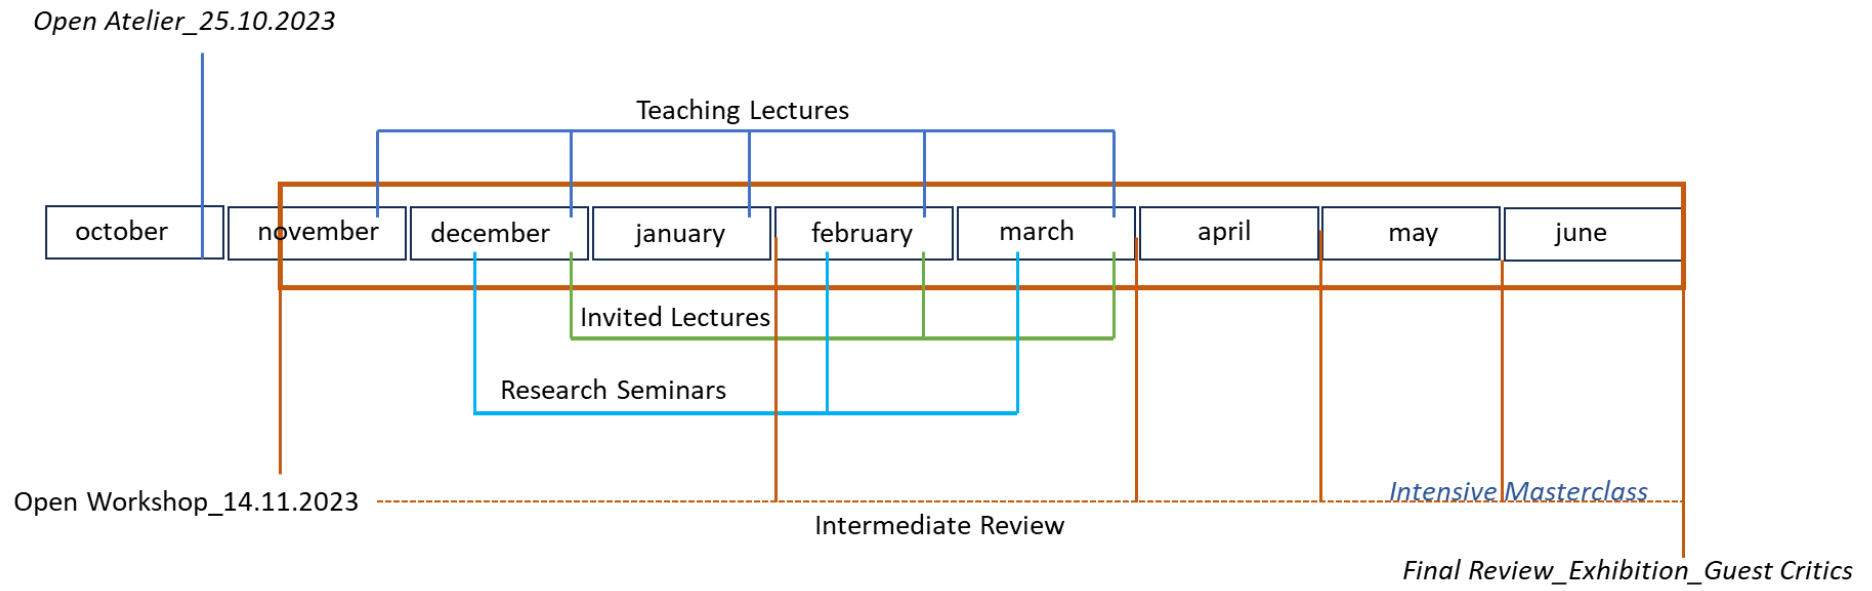 Open Atelier_25.10.2023
Teaching Lectures
october
november
december
january
february
march
april
may
june
Invited Lectures
Research Seminars
Open Workshop_14.11.2023
Intensive Masterclass
Intermediate Review
Final Review_Exhibition_Guest Critics